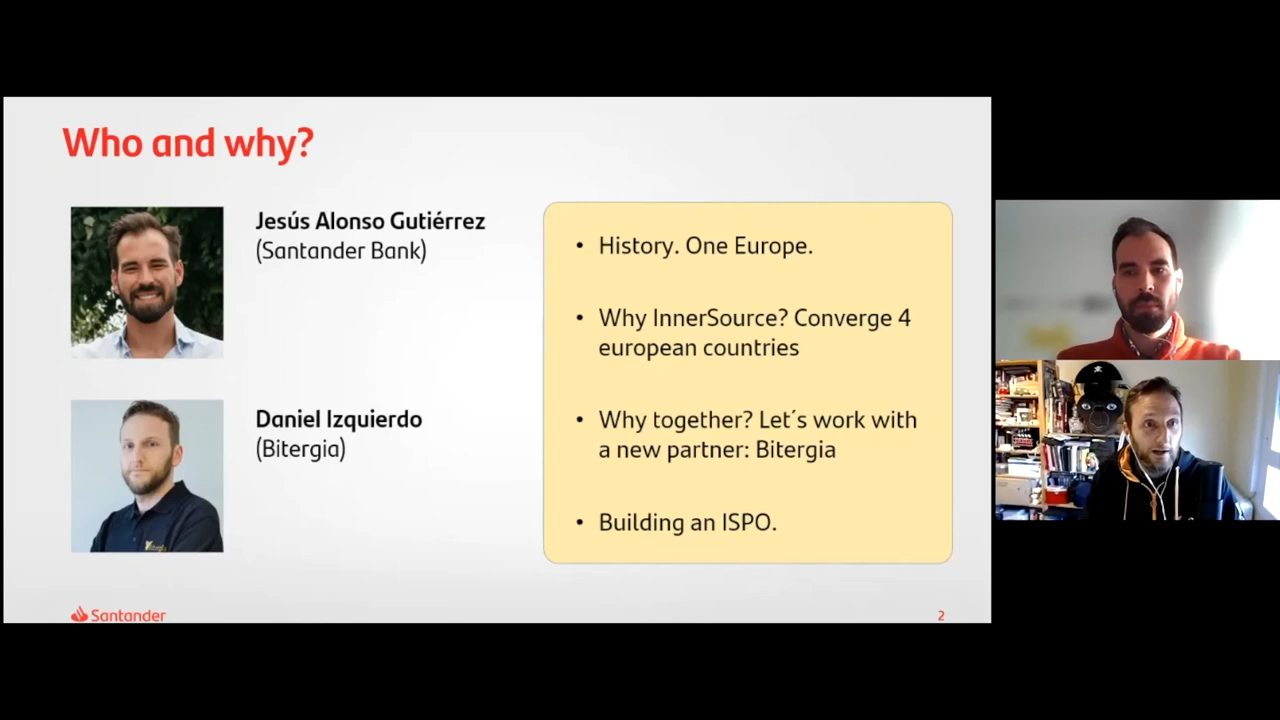 Who and why?
Jesús Alonso Gutiérrez
(Santander Bank)
Daniel Izquierdo
(Bitergia)
• History. One Europe.
• Why InnerSource? Converge 4
european countries
• Why together? Let´s work with
a new partner: Bitergia
• Building an ISPO.
Santander
2